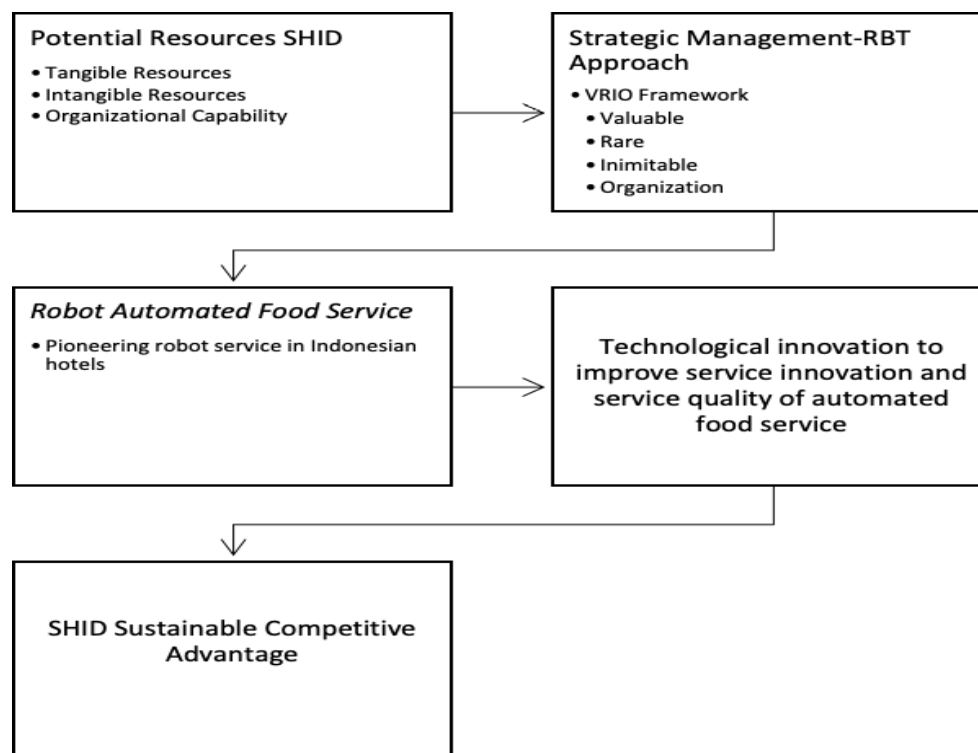 Potential Resources SHID
• Tangible Resources
• Intangible Resources
• Organizational Capability
Strategic Management-RBT
Approach
• VRIO Framework
• Valuable
• Rare
• Inimitable
• Organization
Robot Automated Food Service
• Pioneering robot service in Indonesian
hotels
Technological innovation to
improve service innovation and
service quality of automated
food service
SHID Sustainable Competitive
Advantage